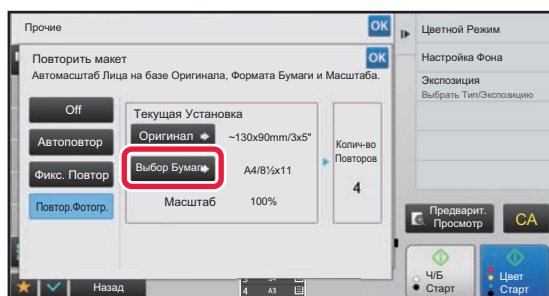 Прочие
OK
Повторить макет
OK
Автомасштаб Лица на базе Оригинала, Формата Бумаги и Масштаба.
Off
Автоповтор
Фикс. Повтор
Повтор.Фотогр.
Текущая Установка
Оригинал
~130x90mm/3x5"
Выбор Бумаги
A4/8½x11
Масштаб
100%
Колич-во
Повторов
4
Цветной Режим
Настройка Фона
Экспозиция
Выбрать Тип/Экспозицию
Предварит.
Просмотр
CA
Ч/Б
Старт
Цвет
Старт
Назад
4 A3